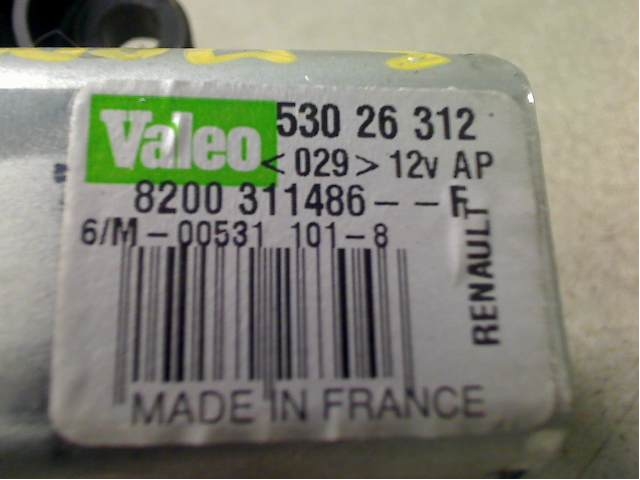 Valeo 530 26 312
<029> 12v AP
8200 311486--F
6/M-00531 101-8
RENAULT
MADE IN FRANCE